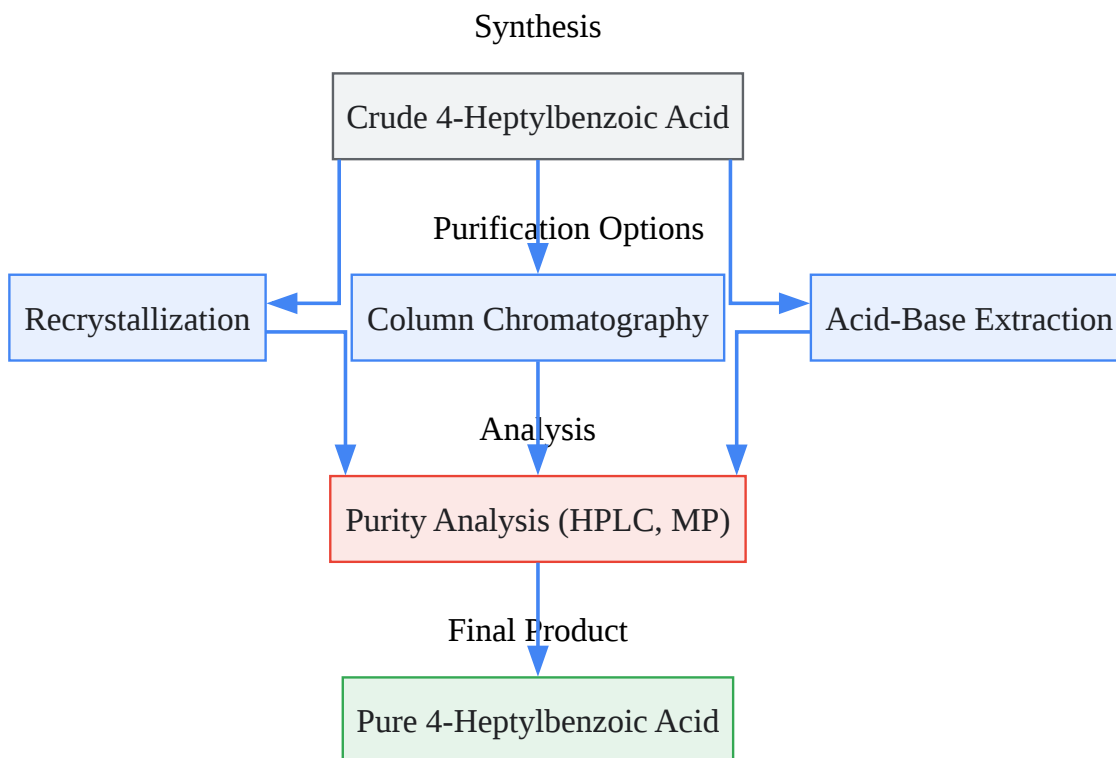 Synthesis
Crude 4-Heptylbenzoic Acid
Purification Options
Recrystallization
Column Chromatography
Acid-Base Extraction
Analysis
Purity Analysis (HPLC, MP)
Final Product
Pure 4-Heptylbenzoic Acid